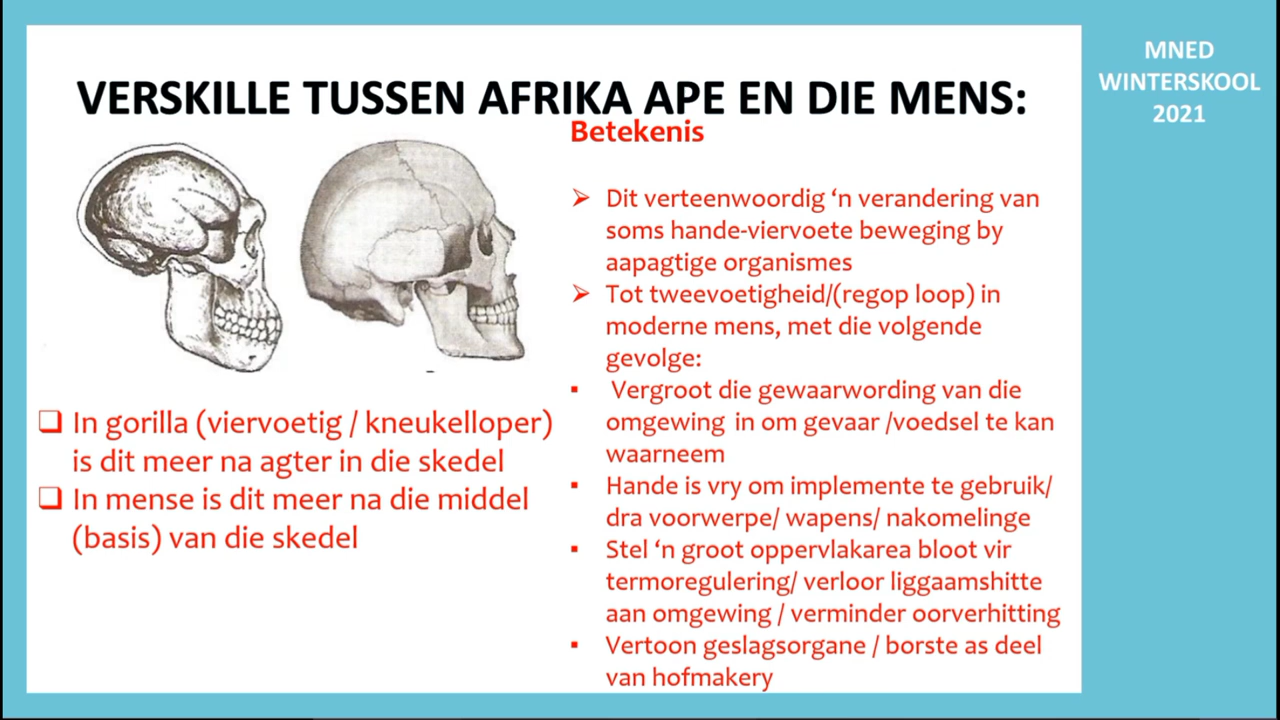 VERSKILLE TUSSEN AFRIKA APE EN DIE MENS:
MNED
WINTERSKOOL
2021
❑ In gorilla (viervoetig / kneukelloper)
is dit meer na agter in die skedel
❑ In mense is dit meer na die middel
(basis) van die skedel
Betekenis
➢ Dit verteenwoordig ‘n verandering van
soms hande-viervoete beweging by
aapagtige organismes
➢ Tot tweevoetigheid/(regop loop) in
moderne mens, met die volgende
gevolge:
▪ Vergroot die gewaarwording van die
omgewing in om gevaar /voedsel te kan
waarneem
▪ Hande is vry om implemente te gebruik/
dra voorwerpe/ wapens/ nakomelinge
▪ Stel ‘n groot oppervlakarea bloot vir
termoregulering/ verloor liggaamshitte
aan omgewing / verminder oorverhitting
▪ Vertoon geslagsorgane / borste as deel
van hofmakery